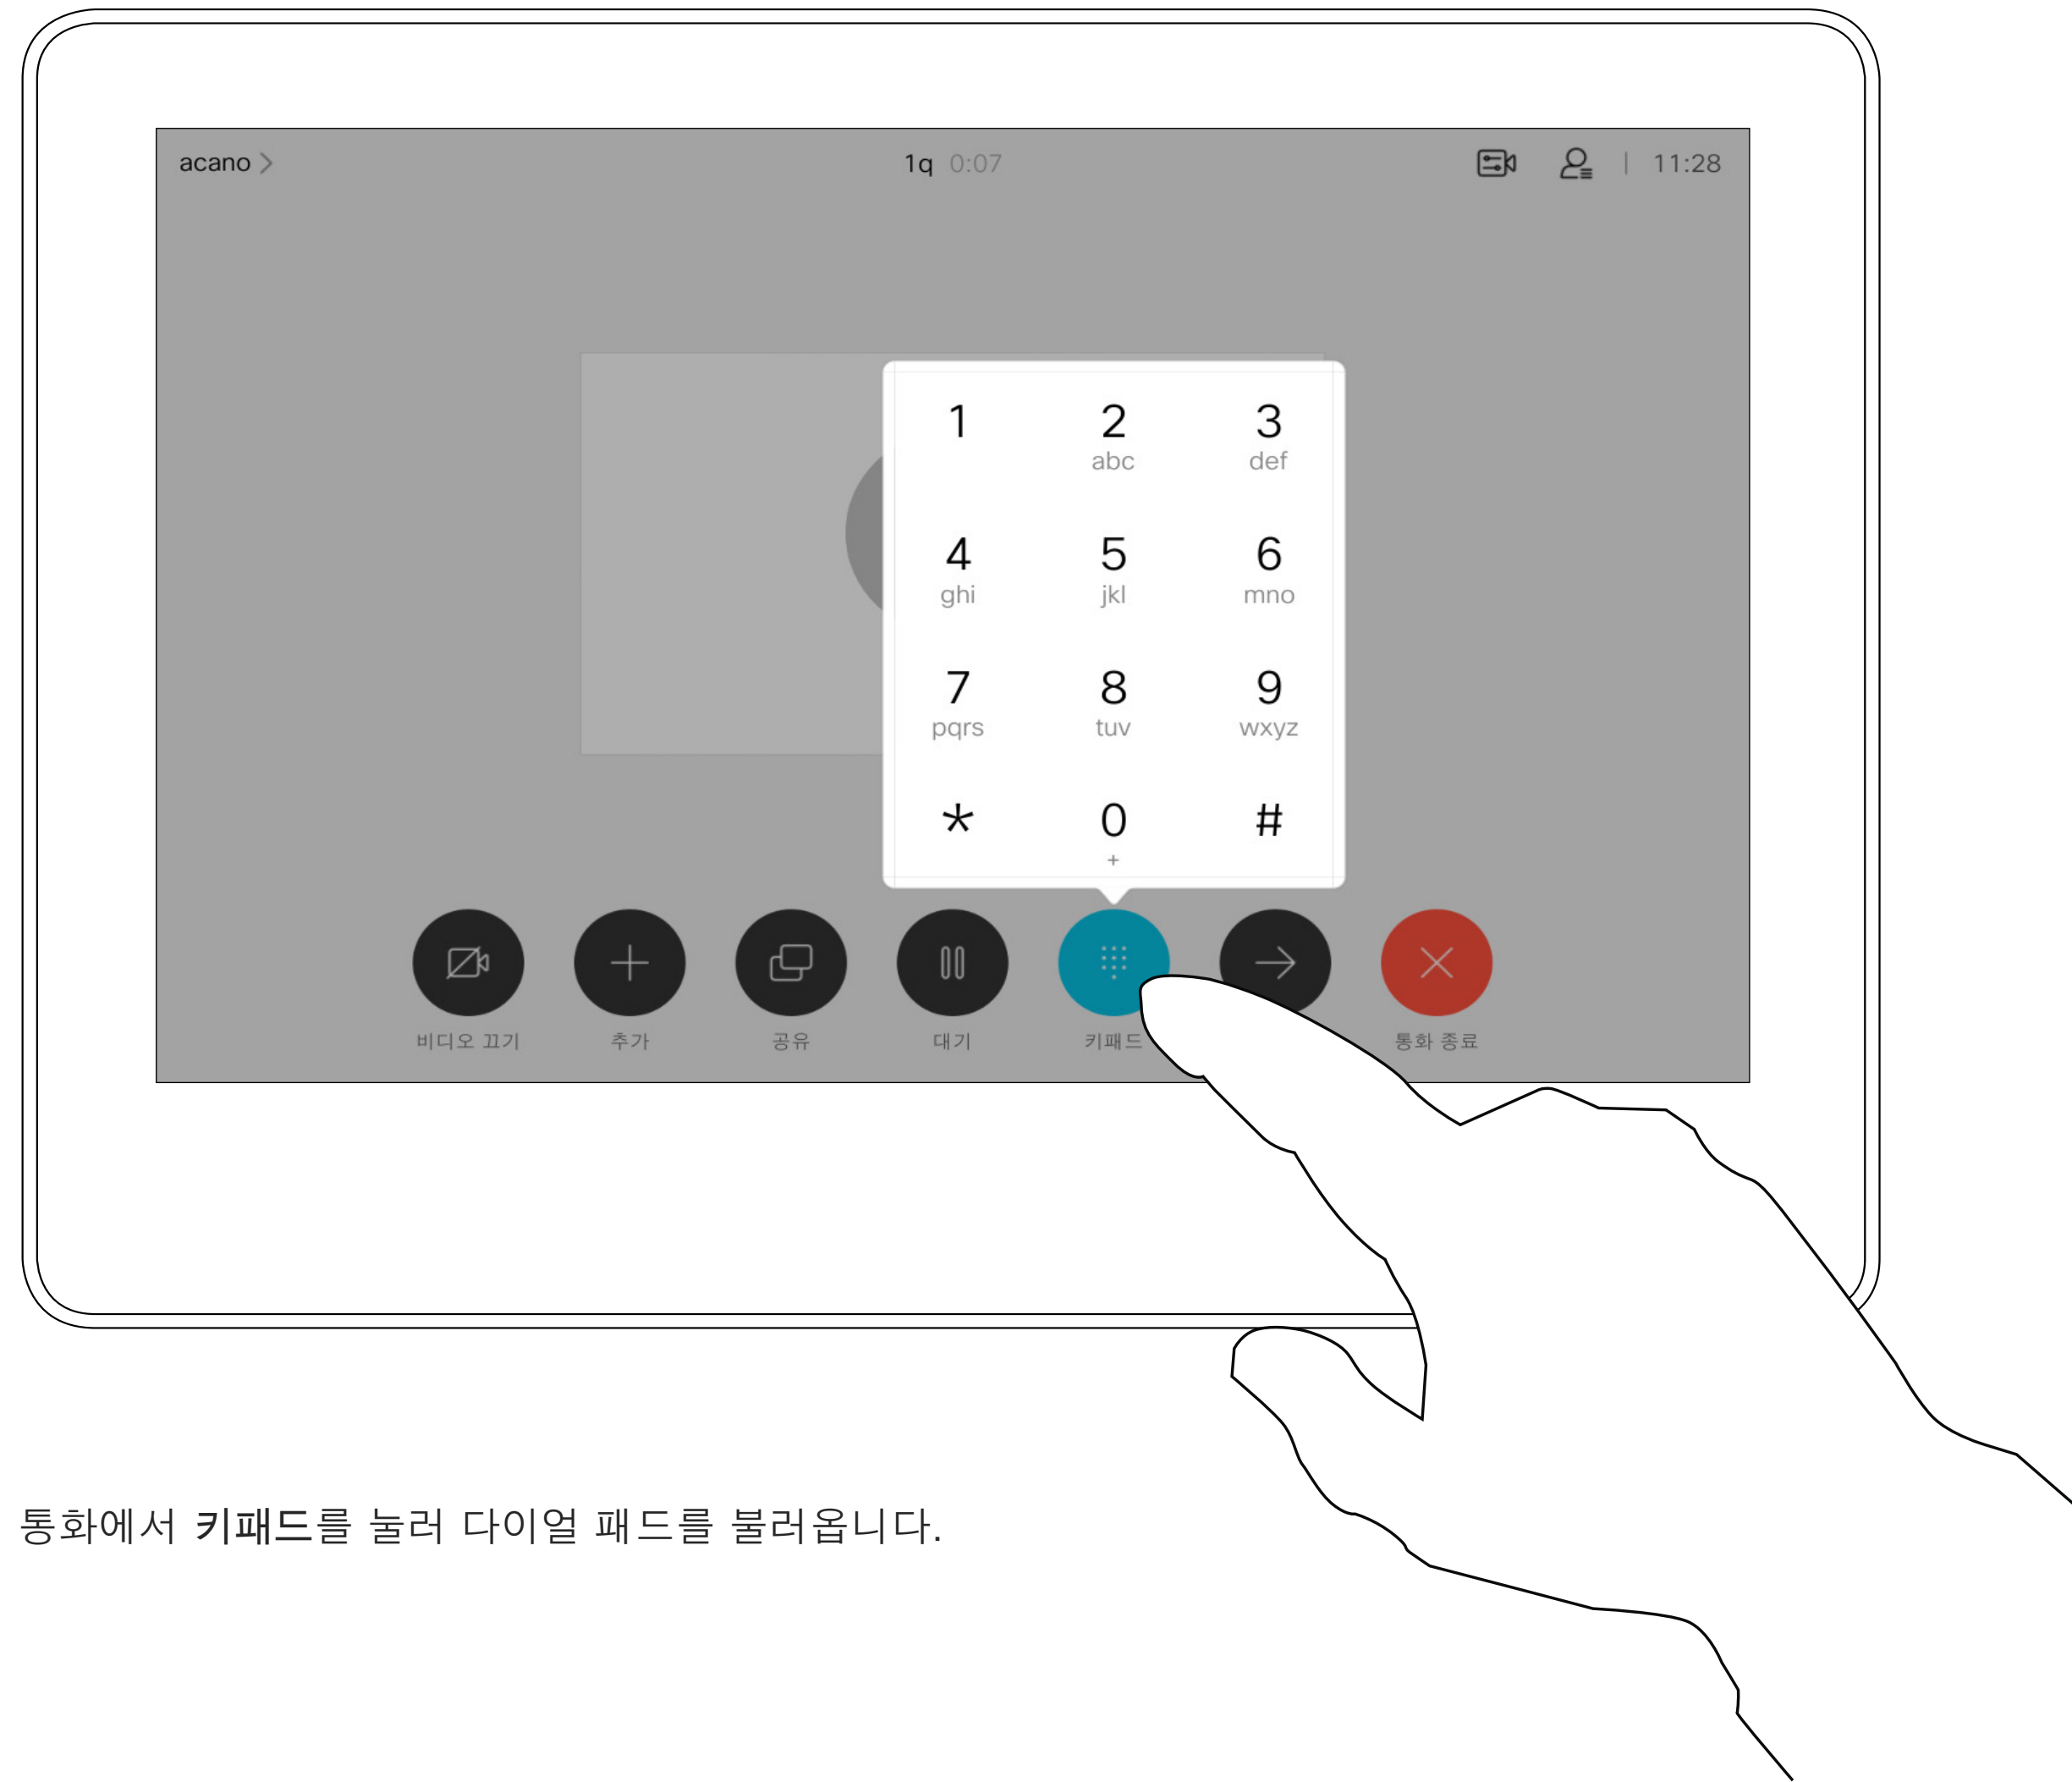 acano 1q 0:07 11:28
1 2 3
abc def
4 5 6
ghi jkl mno
7 8 9
pqrs tuv wxyz
* 0 #
+
비디오 끄기 추가 공유 대기 키패드 통화 종료
통화에서 키패드를 눌러 다이얼 패드를 불러옵니다.